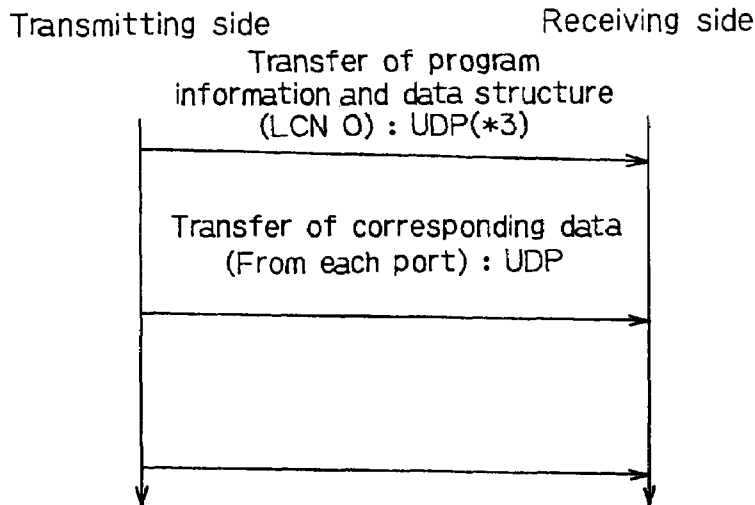 Transmitting side
Receiving side
Transfer of program
information and data structure
(LCN 0) : UDP(*3)
Transfer of corresponding data
(From each port) : UDP